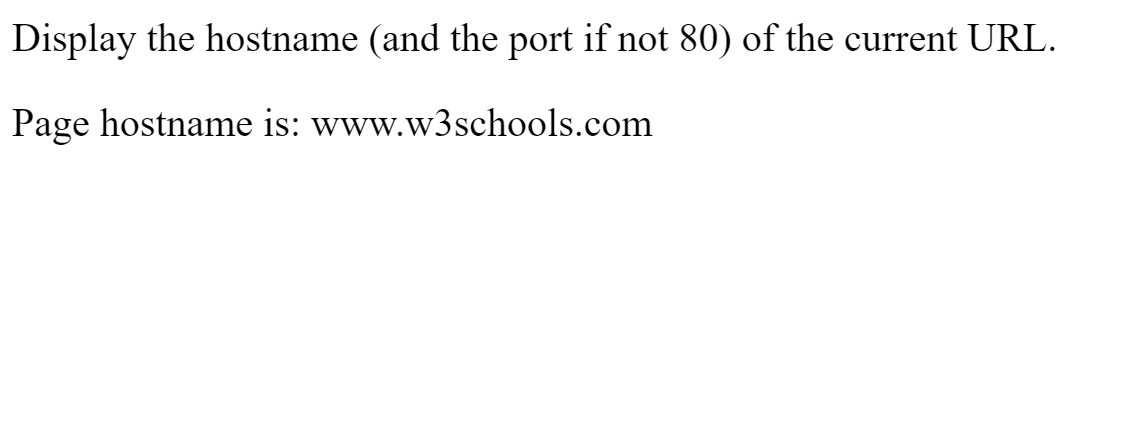 Display the hostname (and the port if not 80) of the current URL.
Page hostname is: www.w3schools.com